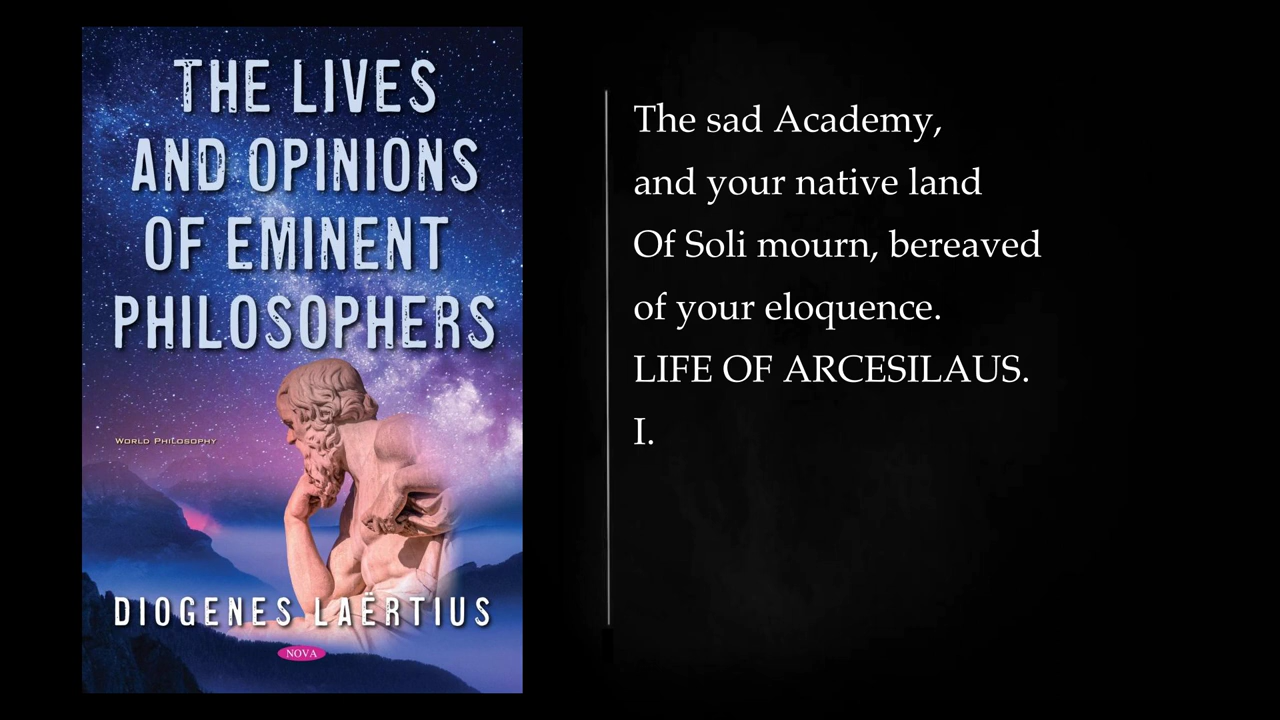 THE LIVES
AND OPINIONS
OF EMINENT
PHILOSOPHERS
WORLD PHILOSOPHY
DIOGENES LAËRTIUS
NOVA
The sad Academy,
and your native land
Of Soli mourn, bereaved
of your eloquence.
LIFE OF ARCESILAUS.
I.